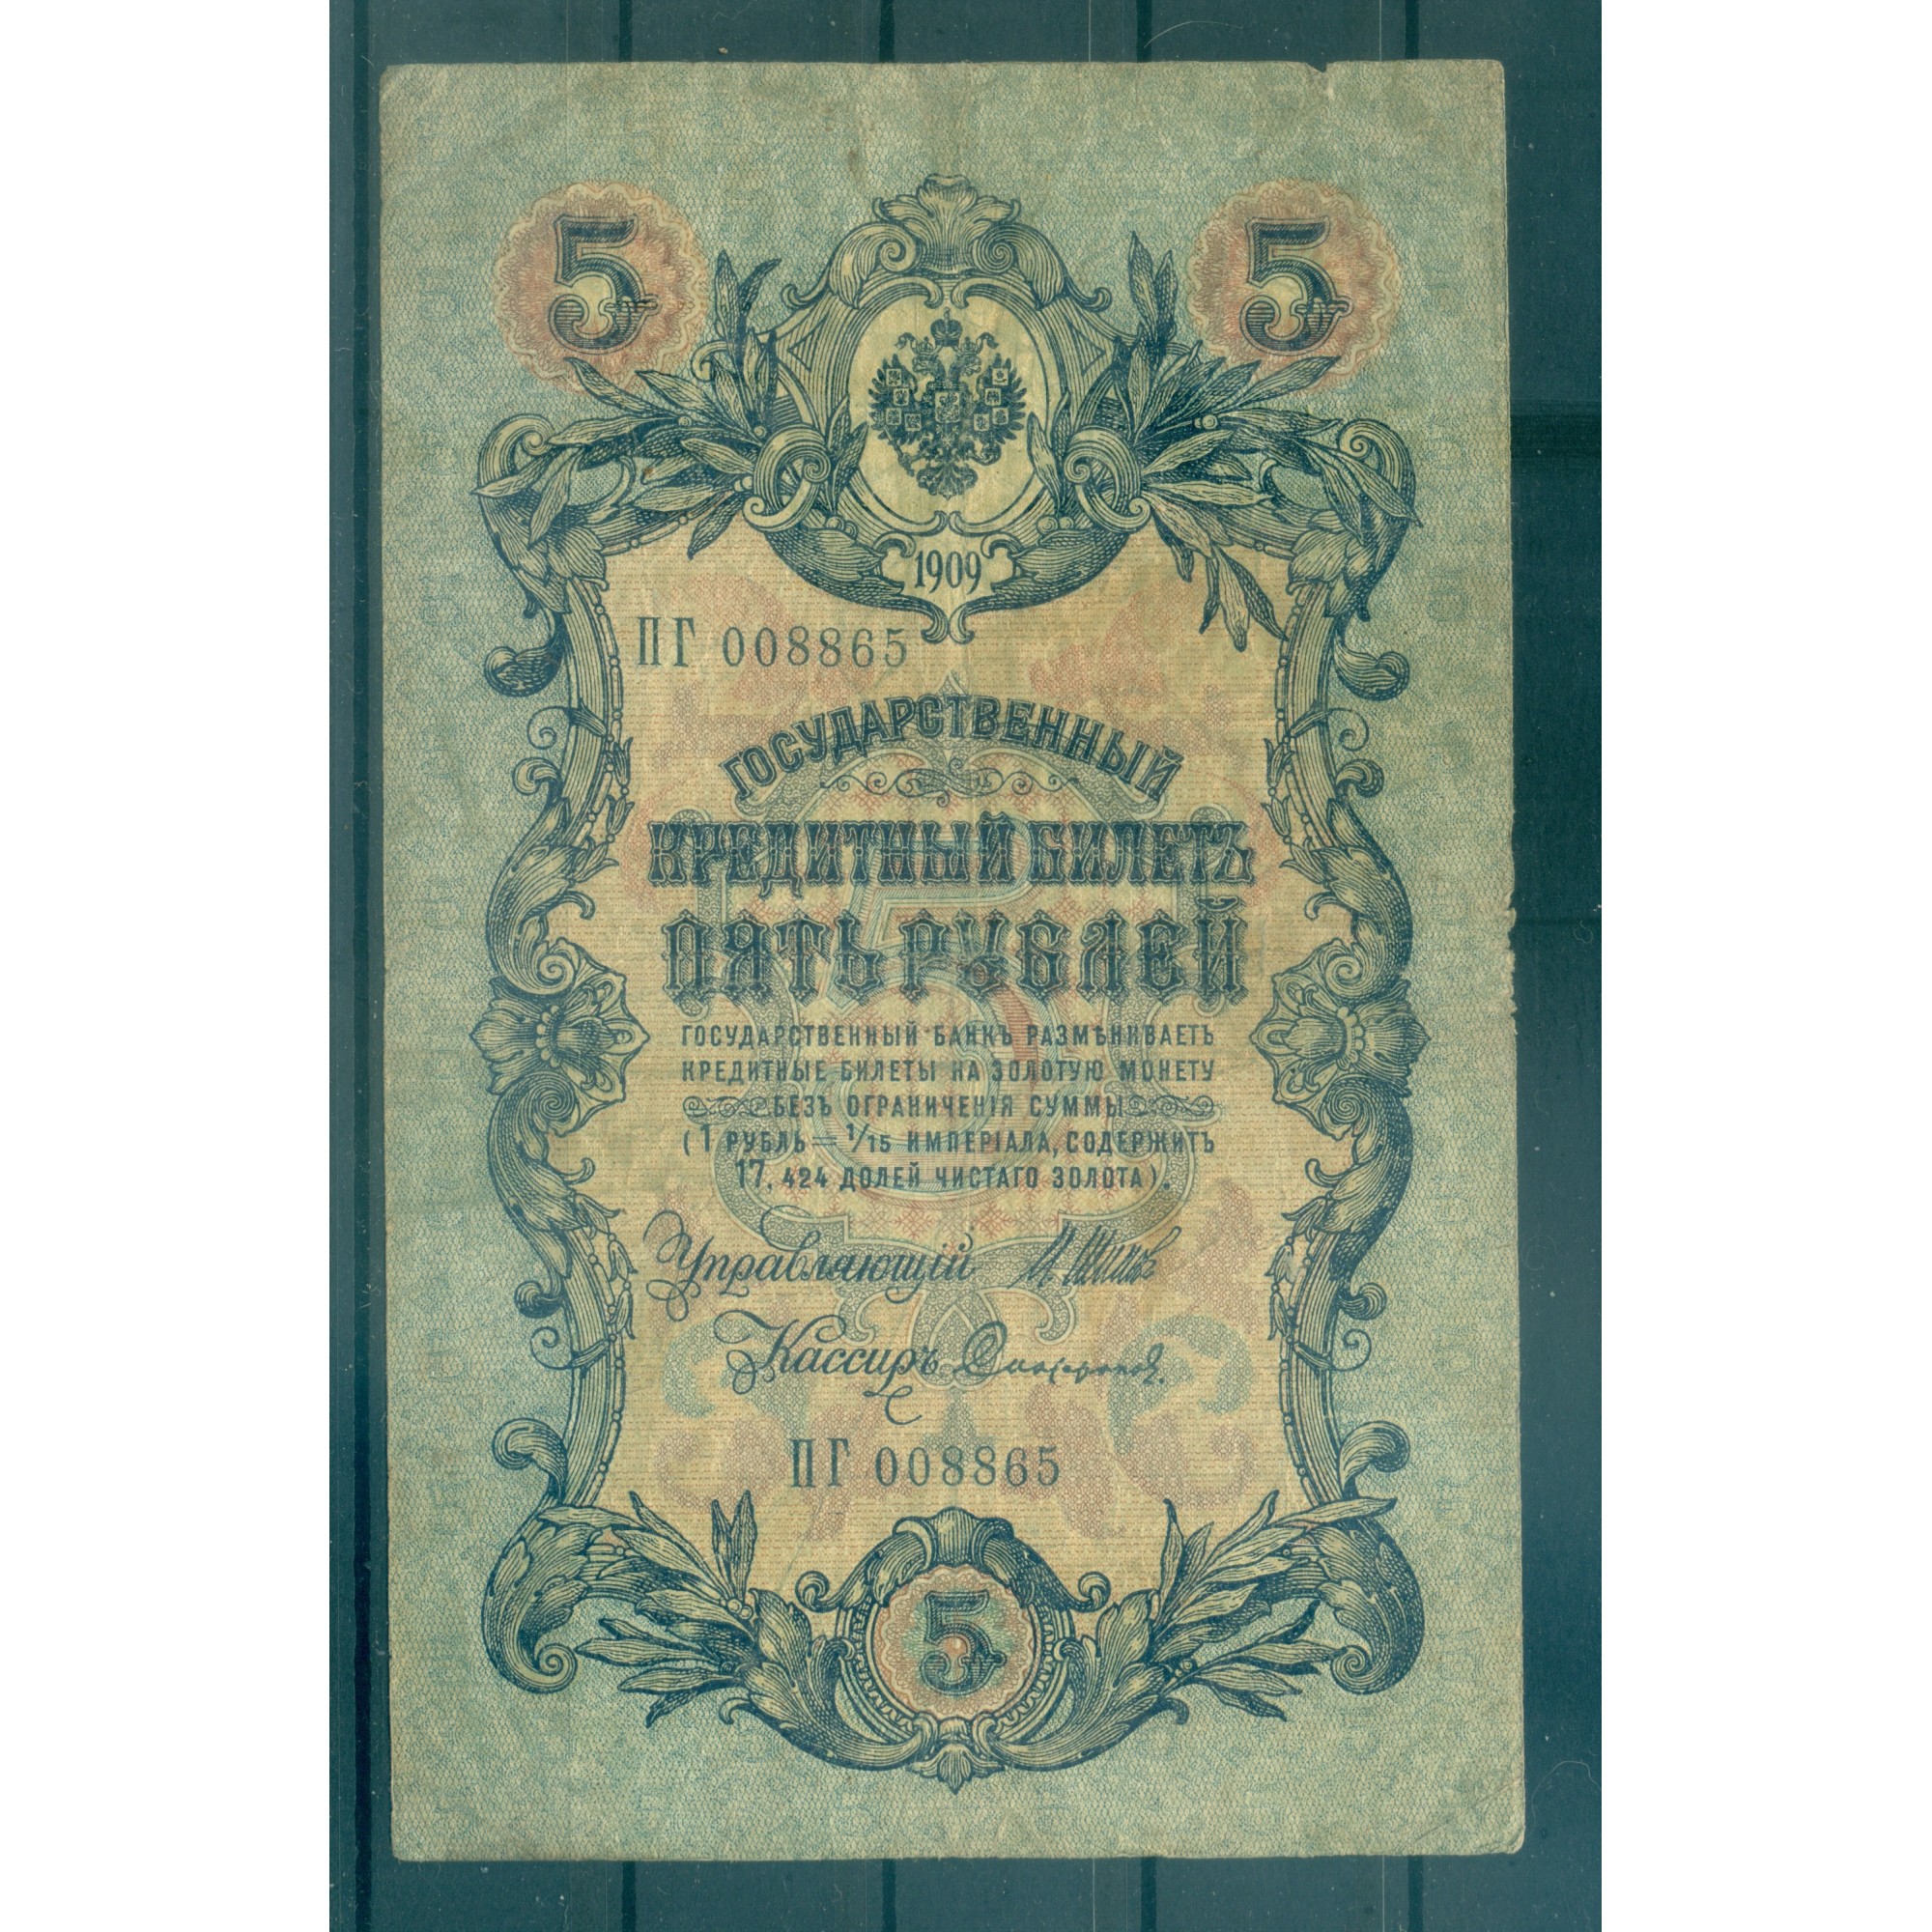 5 5
1909
ПГ 008865
ГОСУДАРСТВЕННЫЙ
КРЕДИТНЫЙ БИЛЕТЪ
ПЯТЬ РУБЛЕЙ
ГОСУДАРСТВЕННЫЙ БАНКЪ РАЗМѢНИВАЕТЪ
КРЕДИТНЫЕ БИЛЕТЫ НА ЗОЛОТУЮ МОНЕТУ
БЕЗЪ ОГРАНИЧЕНІЯ СУММЫ
(1 РУБЛЬ = 1/15 ИМПЕРІАЛА, СОДЕРЖИТЪ
17,424 ДОЛЕЙ ЧИСТАГО ЗОЛОТА).
Управляющій
Кассиръ
ПГ 008865
5